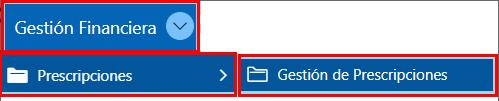 Gestión Financiera
Prescripciones
Gestión de Prescripciones